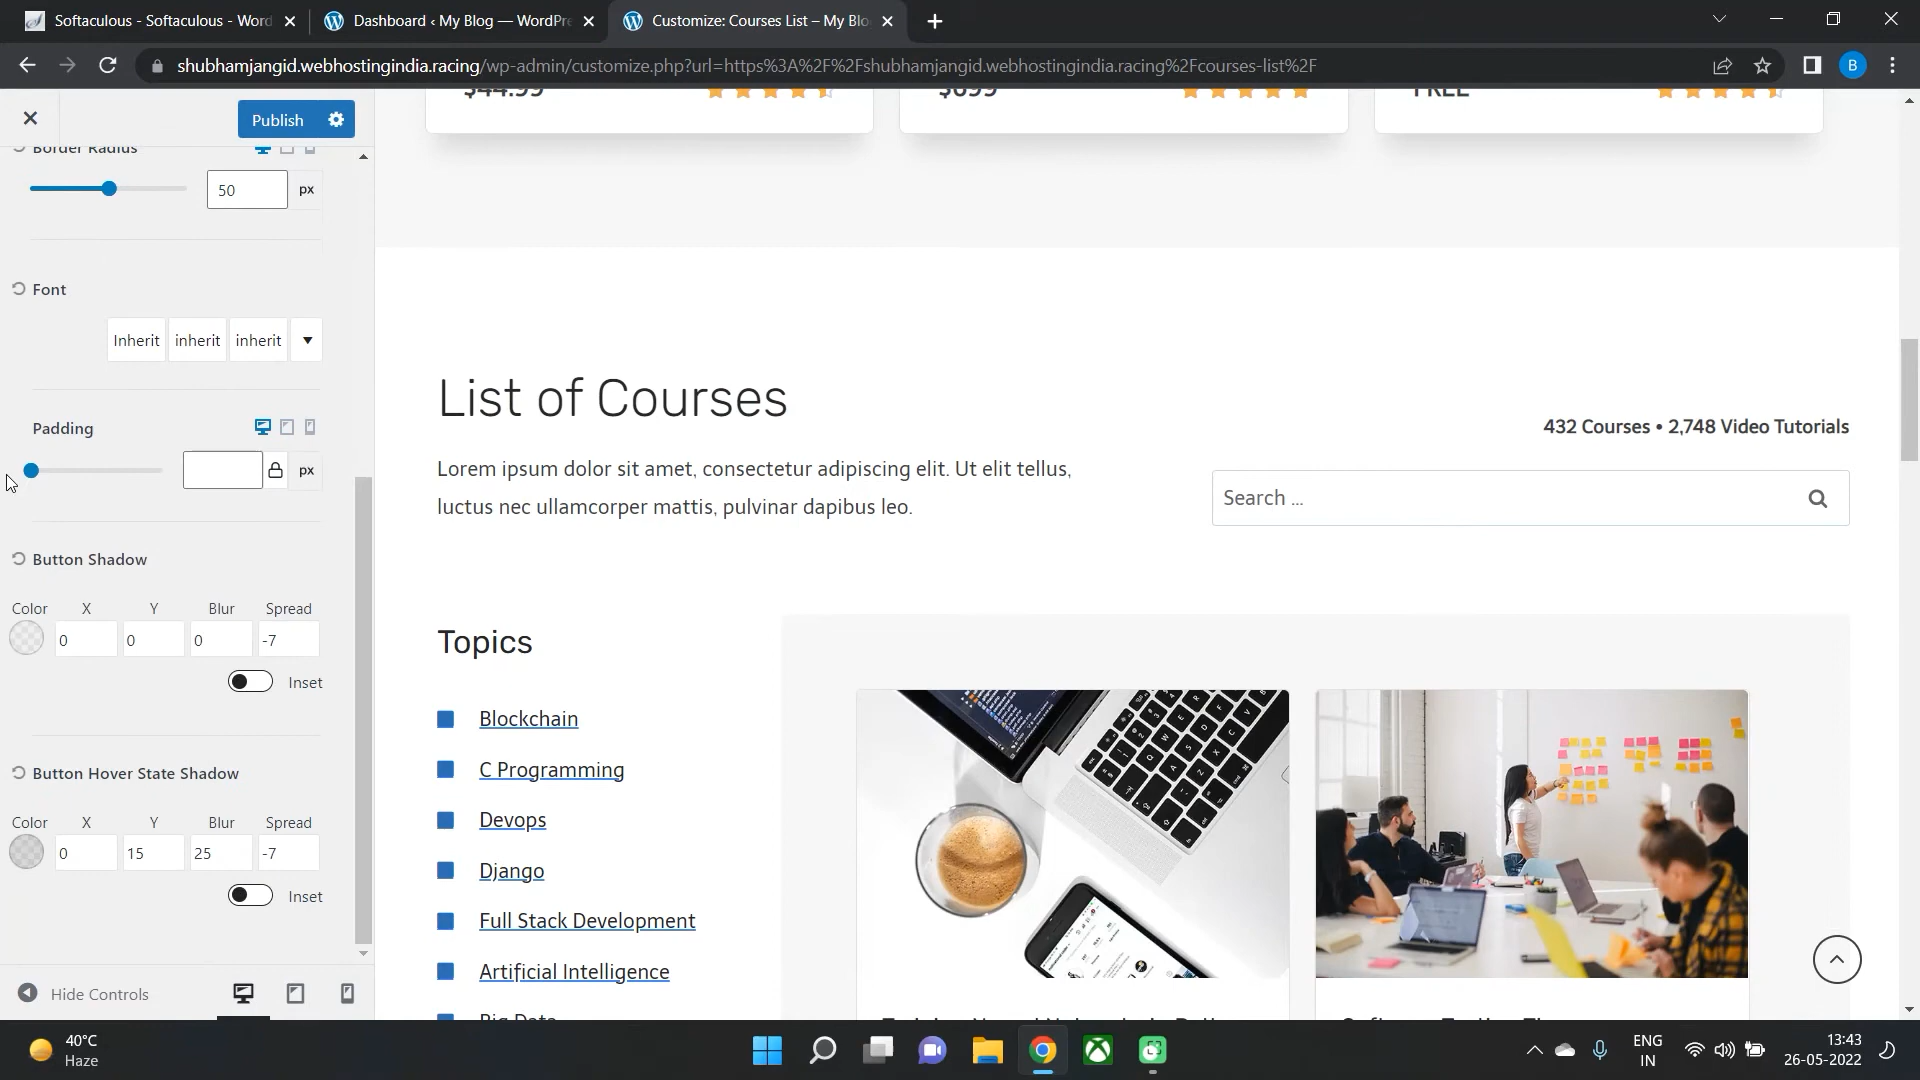 Softaculous - Softaculous - Word
Dashboard ‹ My Blog — WordPre
Customize: Courses List – My Blo
shubhamjangid.webhostingindia.racing/wp-admin/customize.php?url=https%3A%2F%2Fshubhamjangid.webhostingindia.racing%2Fcourses-list%2F
B
Publish
Border Radius
50 px
Font
Inherit inherit inherit
Padding
px
Button Shadow
Color X Y Blur Spread
0 0 0 -7
Inset
Button Hover State Shadow
Color X Y Blur Spread
0 15 25 -7
Inset
Hide Controls
$44.99
$699
FREE
List of Courses
Lorem ipsum dolor sit amet, consectetur adipiscing elit. Ut elit tellus,
luctus nec ullamcorper mattis, pulvinar dapibus leo.
432 Courses • 2,748 Video Tutorials
Search ...
Topics
Blockchain
C Programming
Devops
Django
Full Stack Development
Artificial Intelligence
Big Data
40°C
Haze
ENG
IN
13:43
26-05-2022